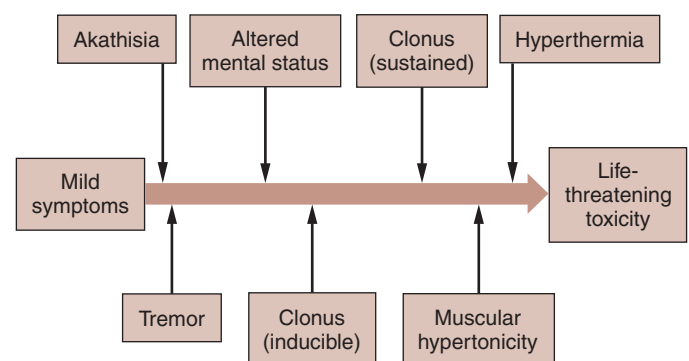 Akathisia
Altered
mental status
Clonus
(sustained)
Hyperthermia
Mild
symptoms
Life-
threatening
toxicity
Tremor
Clonus
(inducible)
Muscular
hypertonicity